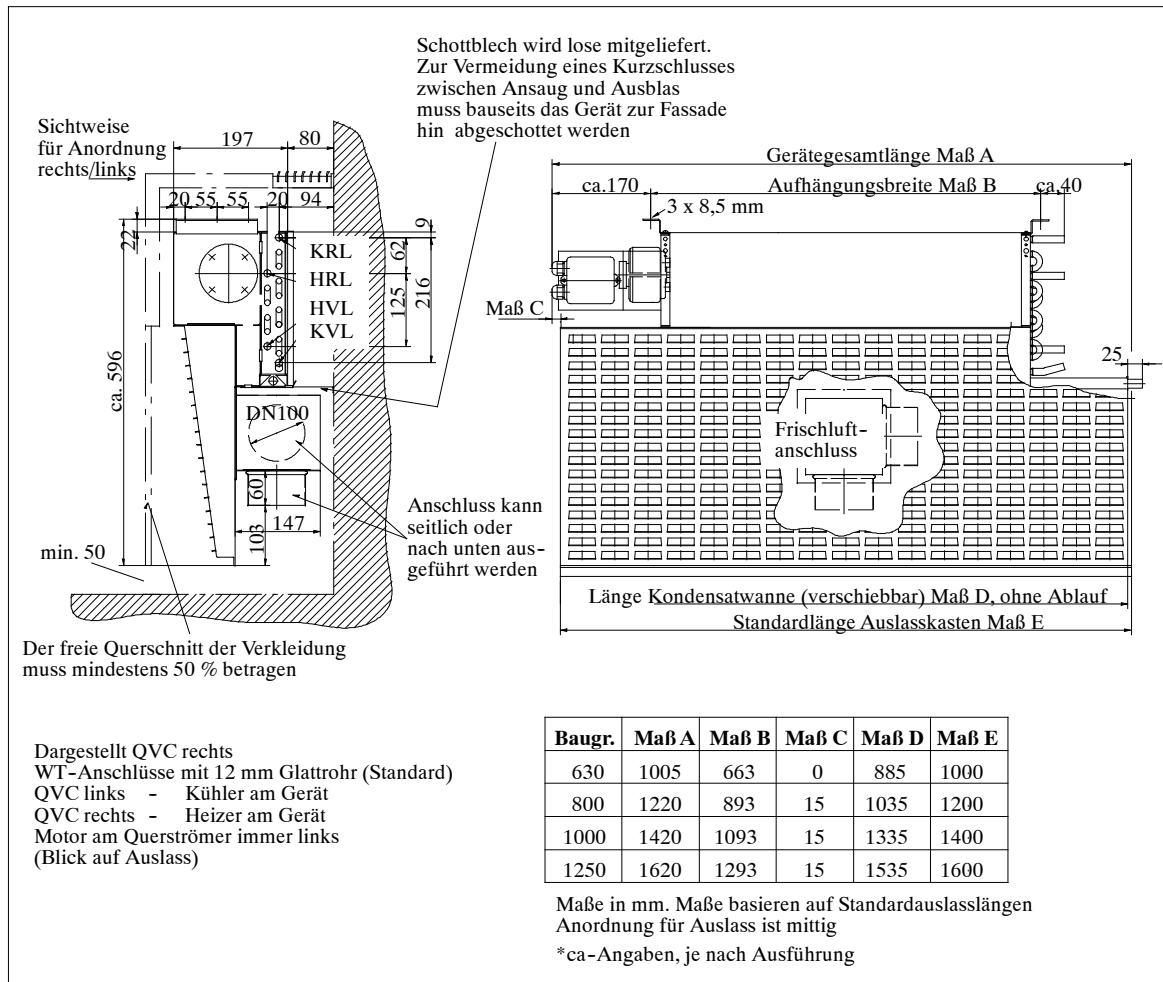 Schottblech wird lose mitgeliefert.
Zur Vermeidung eines Kurzschlusses
zwischen Ansaug und Ausblas
muss bauseits das Gerät zur Fassade
hin abgeschottet werden
Sichtweise
für Anordnung
rechts/links
197
80
20
55
55
20
94
22
9
62
KRL
HRL
HVL
KVL
125
216
ca. 596
DN100
60
147
103
min. 50
Anschluss kann
seitlich oder
nach unten aus-
geführt werden
Der freie Querschnitt der Verkleidung
muss mindestens 50 % betragen
Gerätegesamtlänge Maß A
ca.170
Aufhängungsbreite Maß B
ca.40
3 x 8,5 mm
Maß C
25
Frischluft-
anschluss
Länge Kondensatwanne (verschiebbar) Maß D, ohne Ablauf
Standardlänge Auslasskasten Maß E
Dargestellt QVC rechts
WT-Anschlüsse mit 12 mm Glattrohr (Standard)
QVC links - Kühler am Gerät
QVC rechts - Heizer am Gerät
Motor am Querströmer immer links
(Blick auf Auslass)
Baugr. Maß A Maß B Maß C Maß D Maß E
630 1005 663 0 885 1000
800 1220 893 15 1035 1200
1000 1420 1093 15 1335 1400
1250 1620 1293 15 1535 1600
Maße in mm. Maße basieren auf Standardauslasslängen
Anordnung für Auslass ist mittig
*ca-Angaben, je nach Ausführung